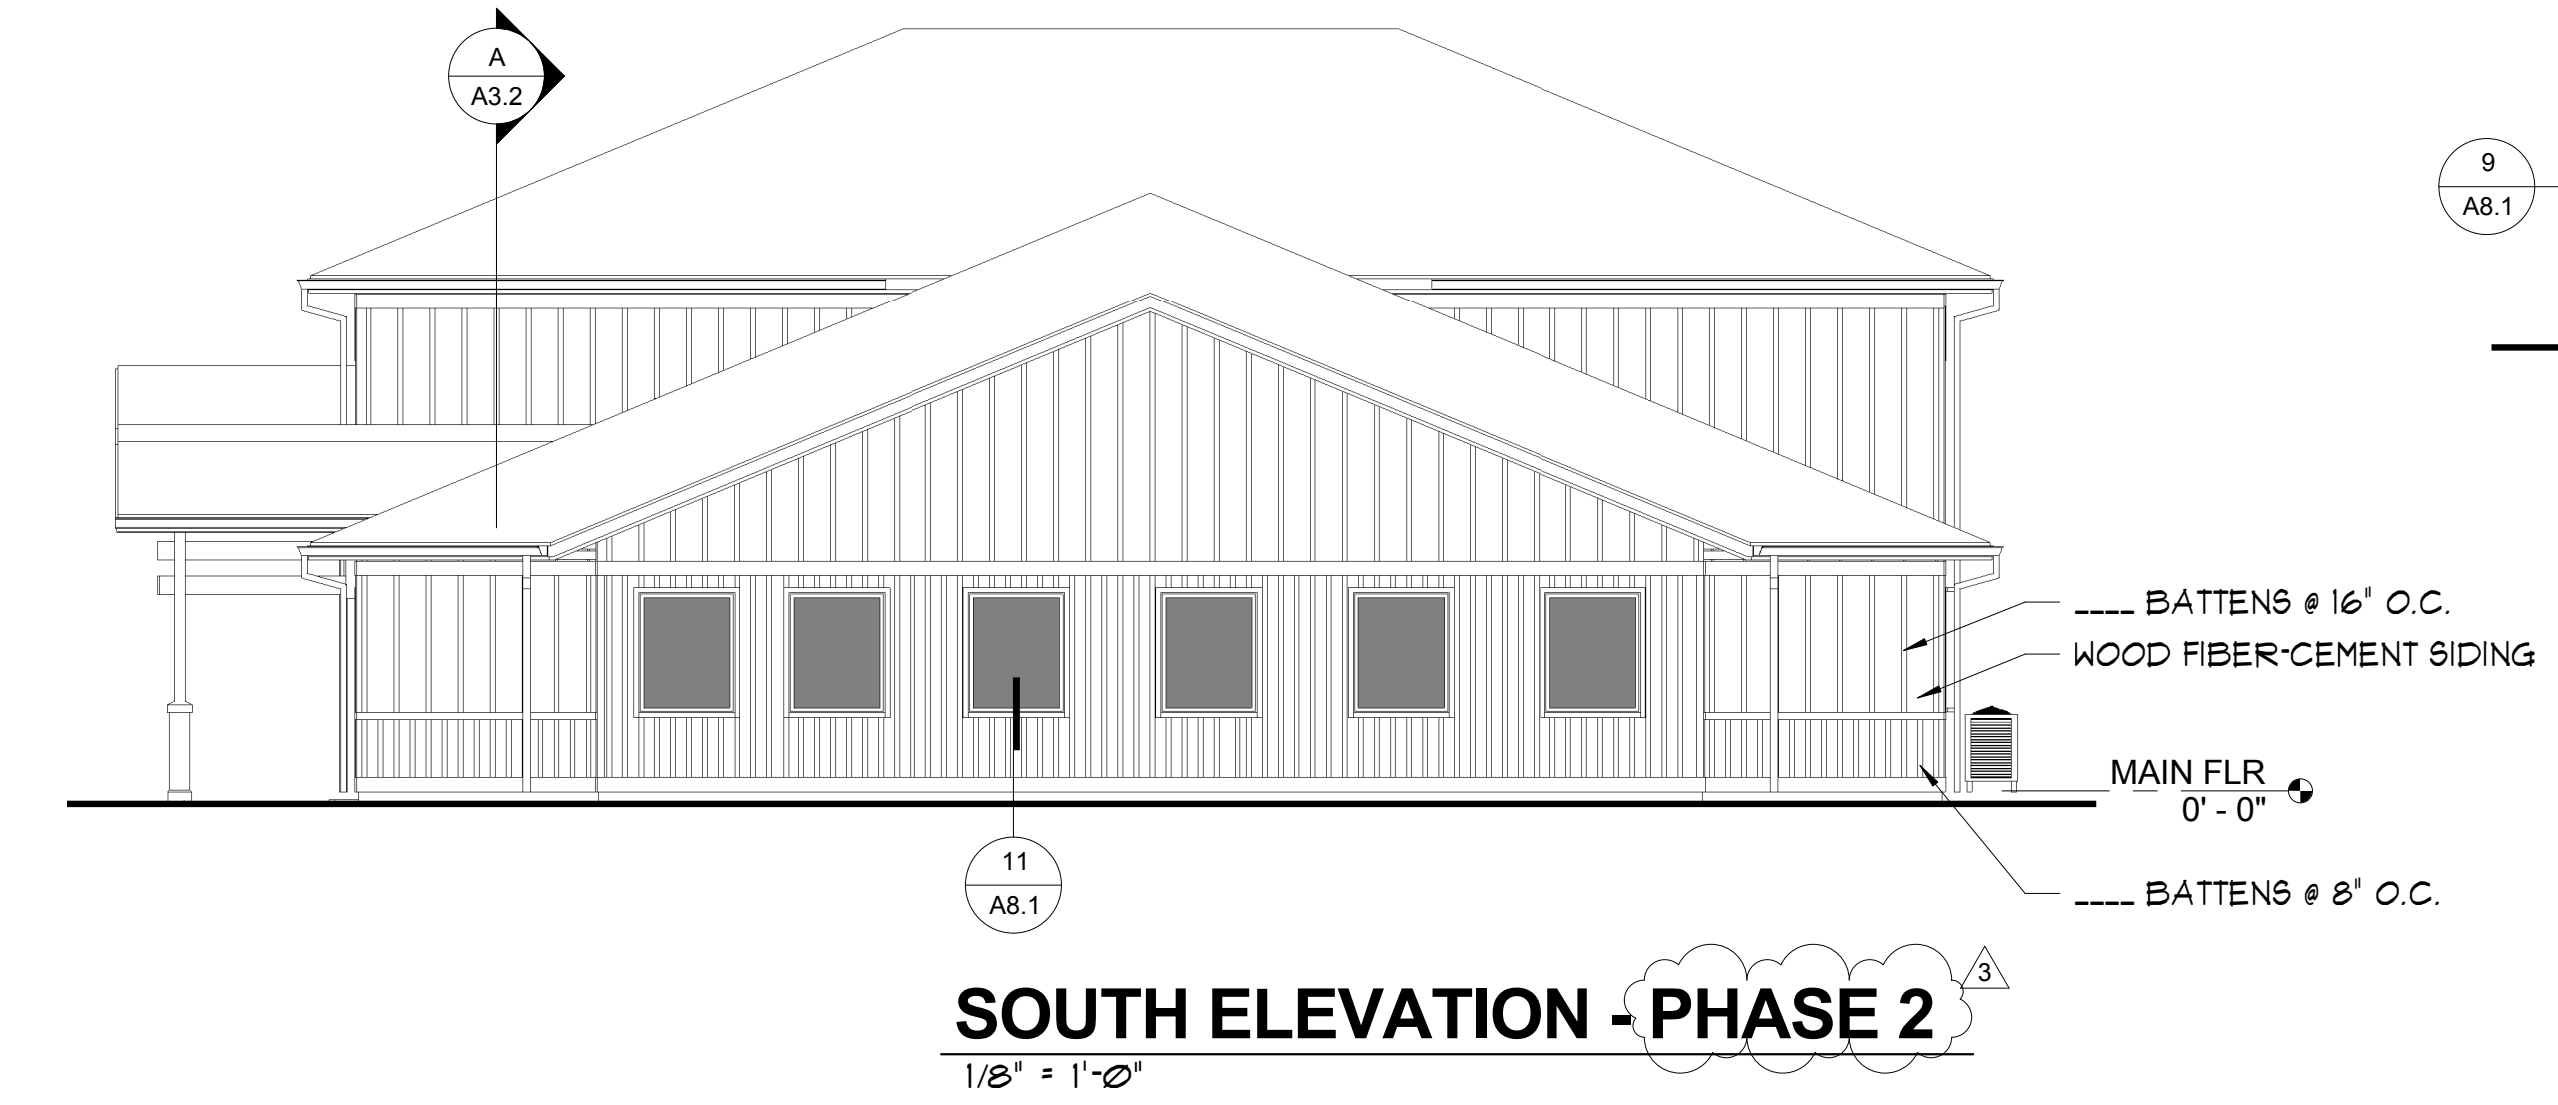 A
A3.2
9
A8.1
____ BATTENS @ 16" O.C.
WOOD FIBER-CEMENT SIDING
MAIN FLR
0' - 0"
____ BATTENS @ 8" O.C.
11
A8.1
SOUTH ELEVATION - PHASE 2
3
1/8" = 1'-0"